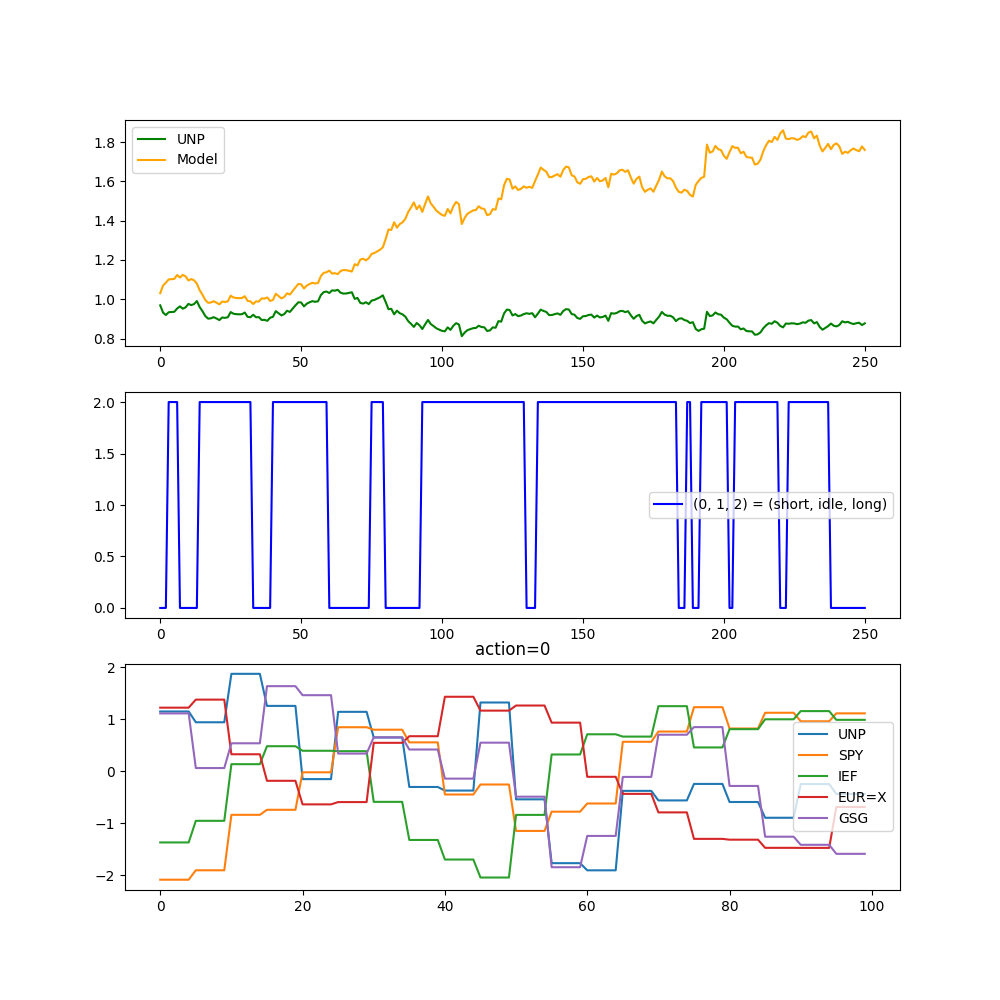 1.8
1.6
1.4
1.2
1.0
0.8
UNP
Model
0 50 100 150 200 250
2.0
1.5
1.0
0.5
0.0
(0, 1, 2) = (short, idle, long)
0 50 100 150 200 250
action=0
2
1
0
−1
−2
UNP
SPY
IEF
EUR=X
GSG
0 20 40 60 80 100